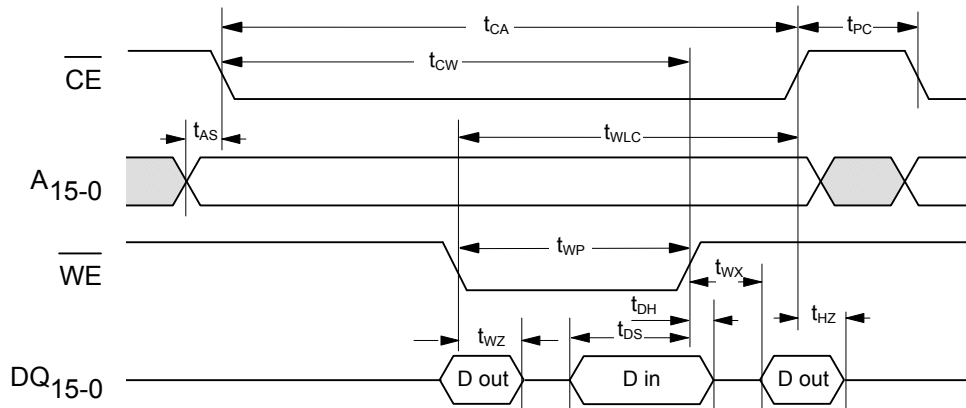 tCA
tPC
CE
tCW
tAS
tWLC
A15-0
WE
tWP
tWX
tDH
tHZ
tWZ
tDS
DQ15-0
D out
D in
D out